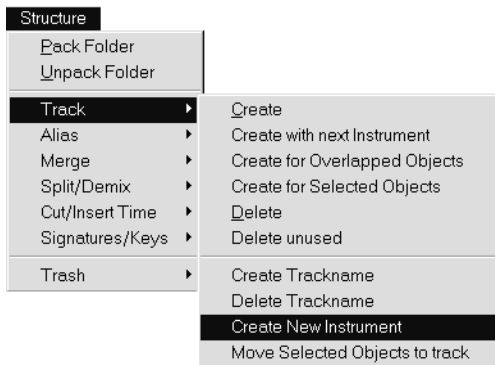 Structure
Pack Folder
Unpack Folder
Track
Alias
Merge
Split/Demix
Cut/Insert Time
Signatures/Keys
Trash
Create
Create with next Instrument
Create for Overlapped Objects
Create for Selected Objects
Delete
Delete unused
Create Trackname
Delete Trackname
Create New Instrument
Move Selected Objects to track